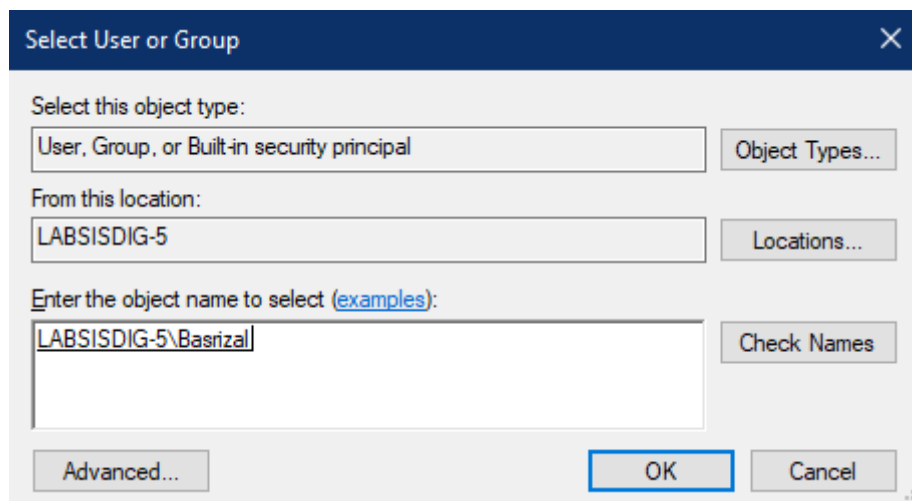 Select User or Group
Select this object type:
User, Group, or Built-in security principal
Object Types...
From this location:
LABSISDIG-5
Locations...
Enter the object name to select (examples):
LABSISDIG-5\Basrizal
Check Names
Advanced...
OK
Cancel